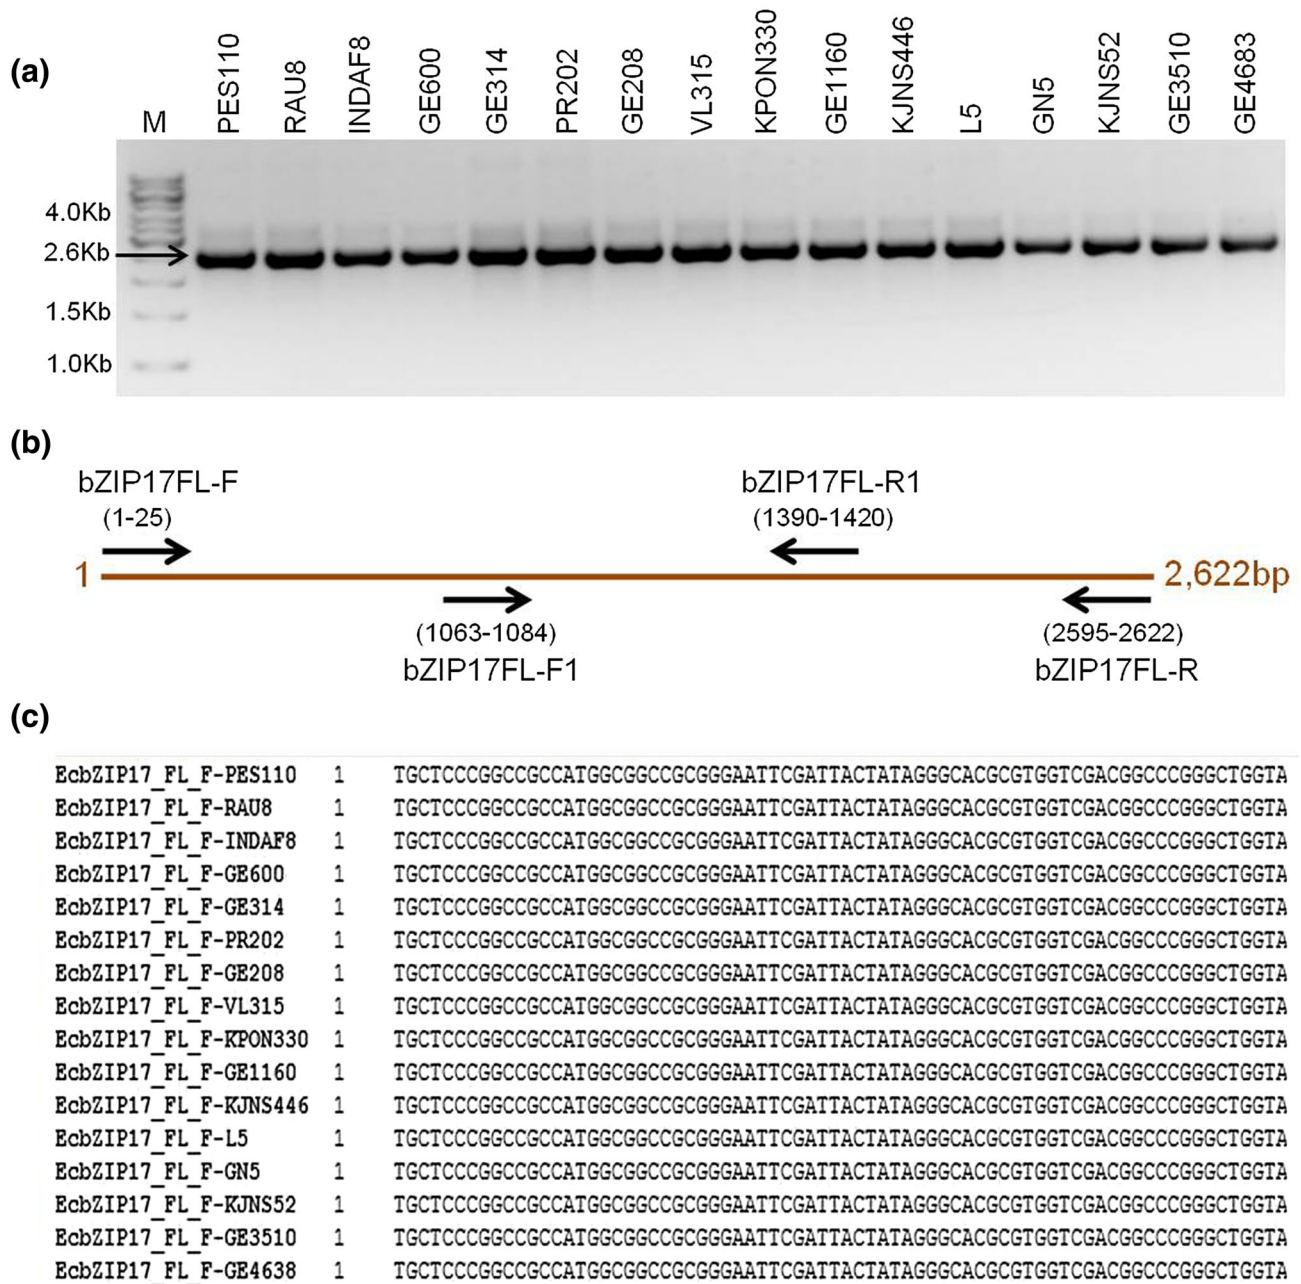 (a)
M PES110 RAU8 INDAF8 GE600 GE314 PR202 GE208 VL315 KPON330 GE1160 KJNS446 L5 GN5 KJNS52 GE3510 GE4683
4.0Kb
2.6Kb
1.5Kb
1.0Kb
(b)
bZIP17FL-F bZIP17FL-R1
(1-25) (1390-1420)
1 2,622bp
(1063-1084) (2595-2622)
bZIP17FL-F1 bZIP17FL-R
(c)
EcbZIP17_FL_F-PES110 1 TGCTCCCGGCCGCCATGGCGGCCGCGGGAATTCGATTACTATAGGGCACGCGTGGTCGACGGCCCGGGCTGGTA
EcbZIP17_FL_F-RAU8 1 TGCTCCCGGCCGCCATGGCGGCCGCGGGAATTCGATTACTATAGGGCACGCGTGGTCGACGGCCCGGGCTGGTA
EcbZIP17_FL_F-INDAF8 1 TGCTCCCGGCCGCCATGGCGGCCGCGGGAATTCGATTACTATAGGGCACGCGTGGTCGACGGCCCGGGCTGGTA
EcbZIP17_FL_F-GE600 1 TGCTCCCGGCCGCCATGGCGGCCGCGGGAATTCGATTACTATAGGGCACGCGTGGTCGACGGCCCGGGCTGGTA
EcbZIP17_FL_F-GE314 1 TGCTCCCGGCCGCCATGGCGGCCGCGGGAATTCGATTACTATAGGGCACGCGTGGTCGACGGCCCGGGCTGGTA
EcbZIP17_FL_F-PR202 1 TGCTCCCGGCCGCCATGGCGGCCGCGGGAATTCGATTACTATAGGGCACGCGTGGTCGACGGCCCGGGCTGGTA
EcbZIP17_FL_F-GE208 1 TGCTCCCGGCCGCCATGGCGGCCGCGGGAATTCGATTACTATAGGGCACGCGTGGTCGACGGCCCGGGCTGGTA
EcbZIP17_FL_F-VL315 1 TGCTCCCGGCCGCCATGGCGGCCGCGGGAATTCGATTACTATAGGGCACGCGTGGTCGACGGCCCGGGCTGGTA
EcbZIP17_FL_F-KPON330 1 TGCTCCCGGCCGCCATGGCGGCCGCGGGAATTCGATTACTATAGGGCACGCGTGGTCGACGGCCCGGGCTGGTA
EcbZIP17_FL_F-GE1160 1 TGCTCCCGGCCGCCATGGCGGCCGCGGGAATTCGATTACTATAGGGCACGCGTGGTCGACGGCCCGGGCTGGTA
EcbZIP17_FL_F-KJNS446 1 TGCTCCCGGCCGCCATGGCGGCCGCGGGAATTCGATTACTATAGGGCACGCGTGGTCGACGGCCCGGGCTGGTA
EcbZIP17_FL_F-L5 1 TGCTCCCGGCCGCCATGGCGGCCGCGGGAATTCGATTACTATAGGGCACGCGTGGTCGACGGCCCGGGCTGGTA
EcbZIP17_FL_F-GN5 1 TGCTCCCGGCCGCCATGGCGGCCGCGGGAATTCGATTACTATAGGGCACGCGTGGTCGACGGCCCGGGCTGGTA
EcbZIP17_FL_F-KJNS52 1 TGCTCCCGGCCGCCATGGCGGCCGCGGGAATTCGATTACTATAGGGCACGCGTGGTCGACGGCCCGGGCTGGTA
EcbZIP17_FL_F-GE3510 1 TGCTCCCGGCCGCCATGGCGGCCGCGGGAATTCGATTACTATAGGGCACGCGTGGTCGACGGCCCGGGCTGGTA
EcbZIP17_FL_F-GE4638 1 TGCTCCCGGCCGCCATGGCGGCCGCGGGAATTCGATTACTATAGGGCACGCGTGGTCGACGGCCCGGGCTGGTA